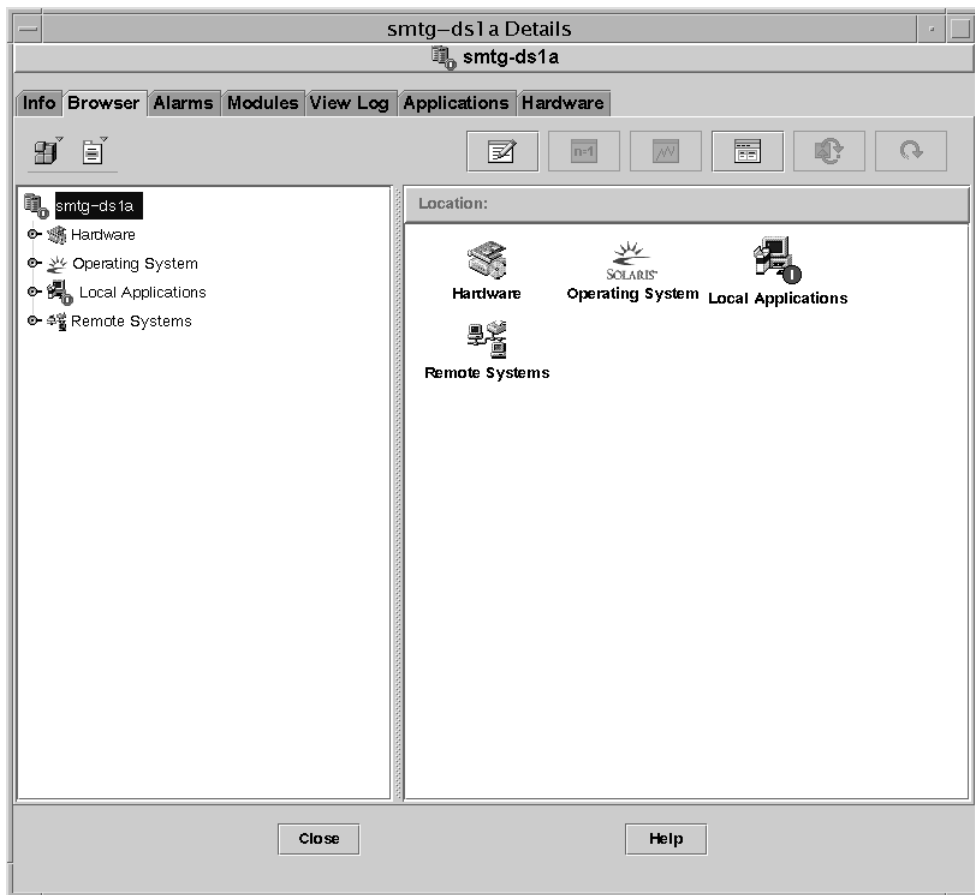 smtg-ds1a Details
smtg-ds1a
Info Browser Alarms Modules View Log Applications Hardware
n=1
smtg-ds1a
Hardware
Operating System
Local Applications
Remote Systems
Location:
SOLARIS
Hardware Operating System Local Applications
Remote Systems
Close Help